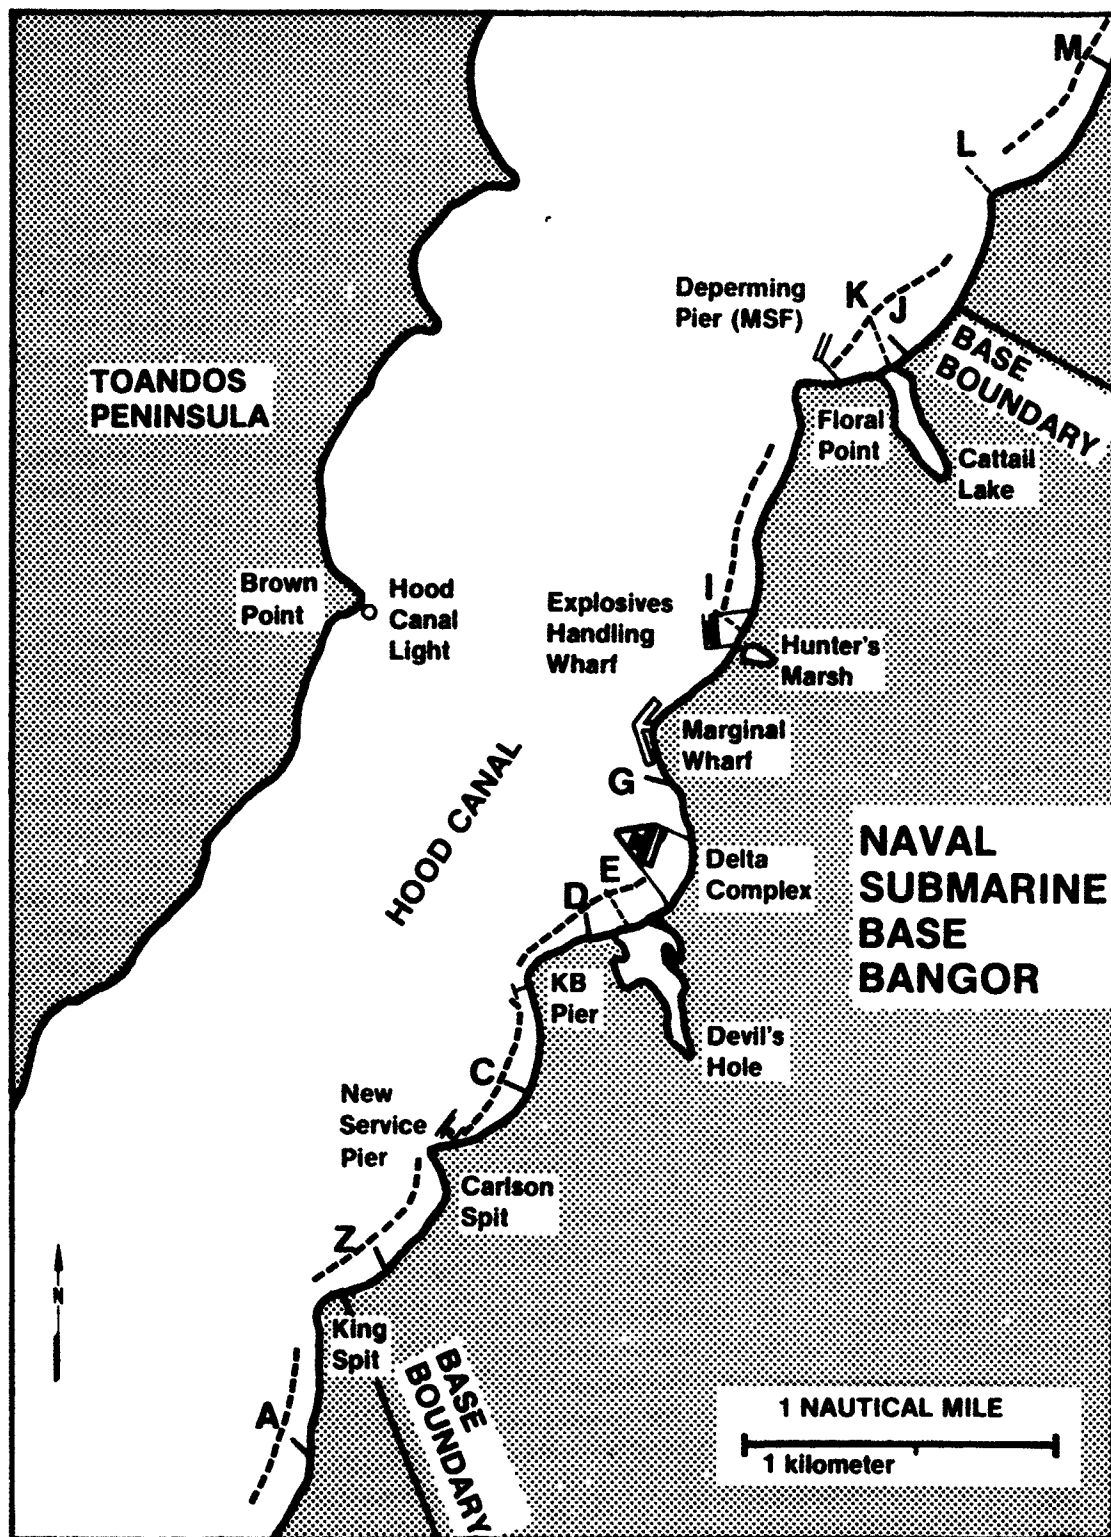 M
L
Deperming
Pier (MSF)
K
J
BASE
BOUNDARY
TOANDOS
PENINSULA
Floral
Point
Cattail
Lake
Brown
Point
Hood
Canal
Light
I
Explosives
Handling
Wharf
Hunter's
Marsh
Marginal
Wharf
G
HOOD CANAL
NAVAL
SUBMARINE
BASE
BANGOR
Delta
Complex
E
D
KB
Pier
Devil's
Hole
C
New
Service
Pier
Carlson
Spit
Z
N
King
Spit
BASE
BOUNDARY
A
1 NAUTICAL MILE
1 kilometer